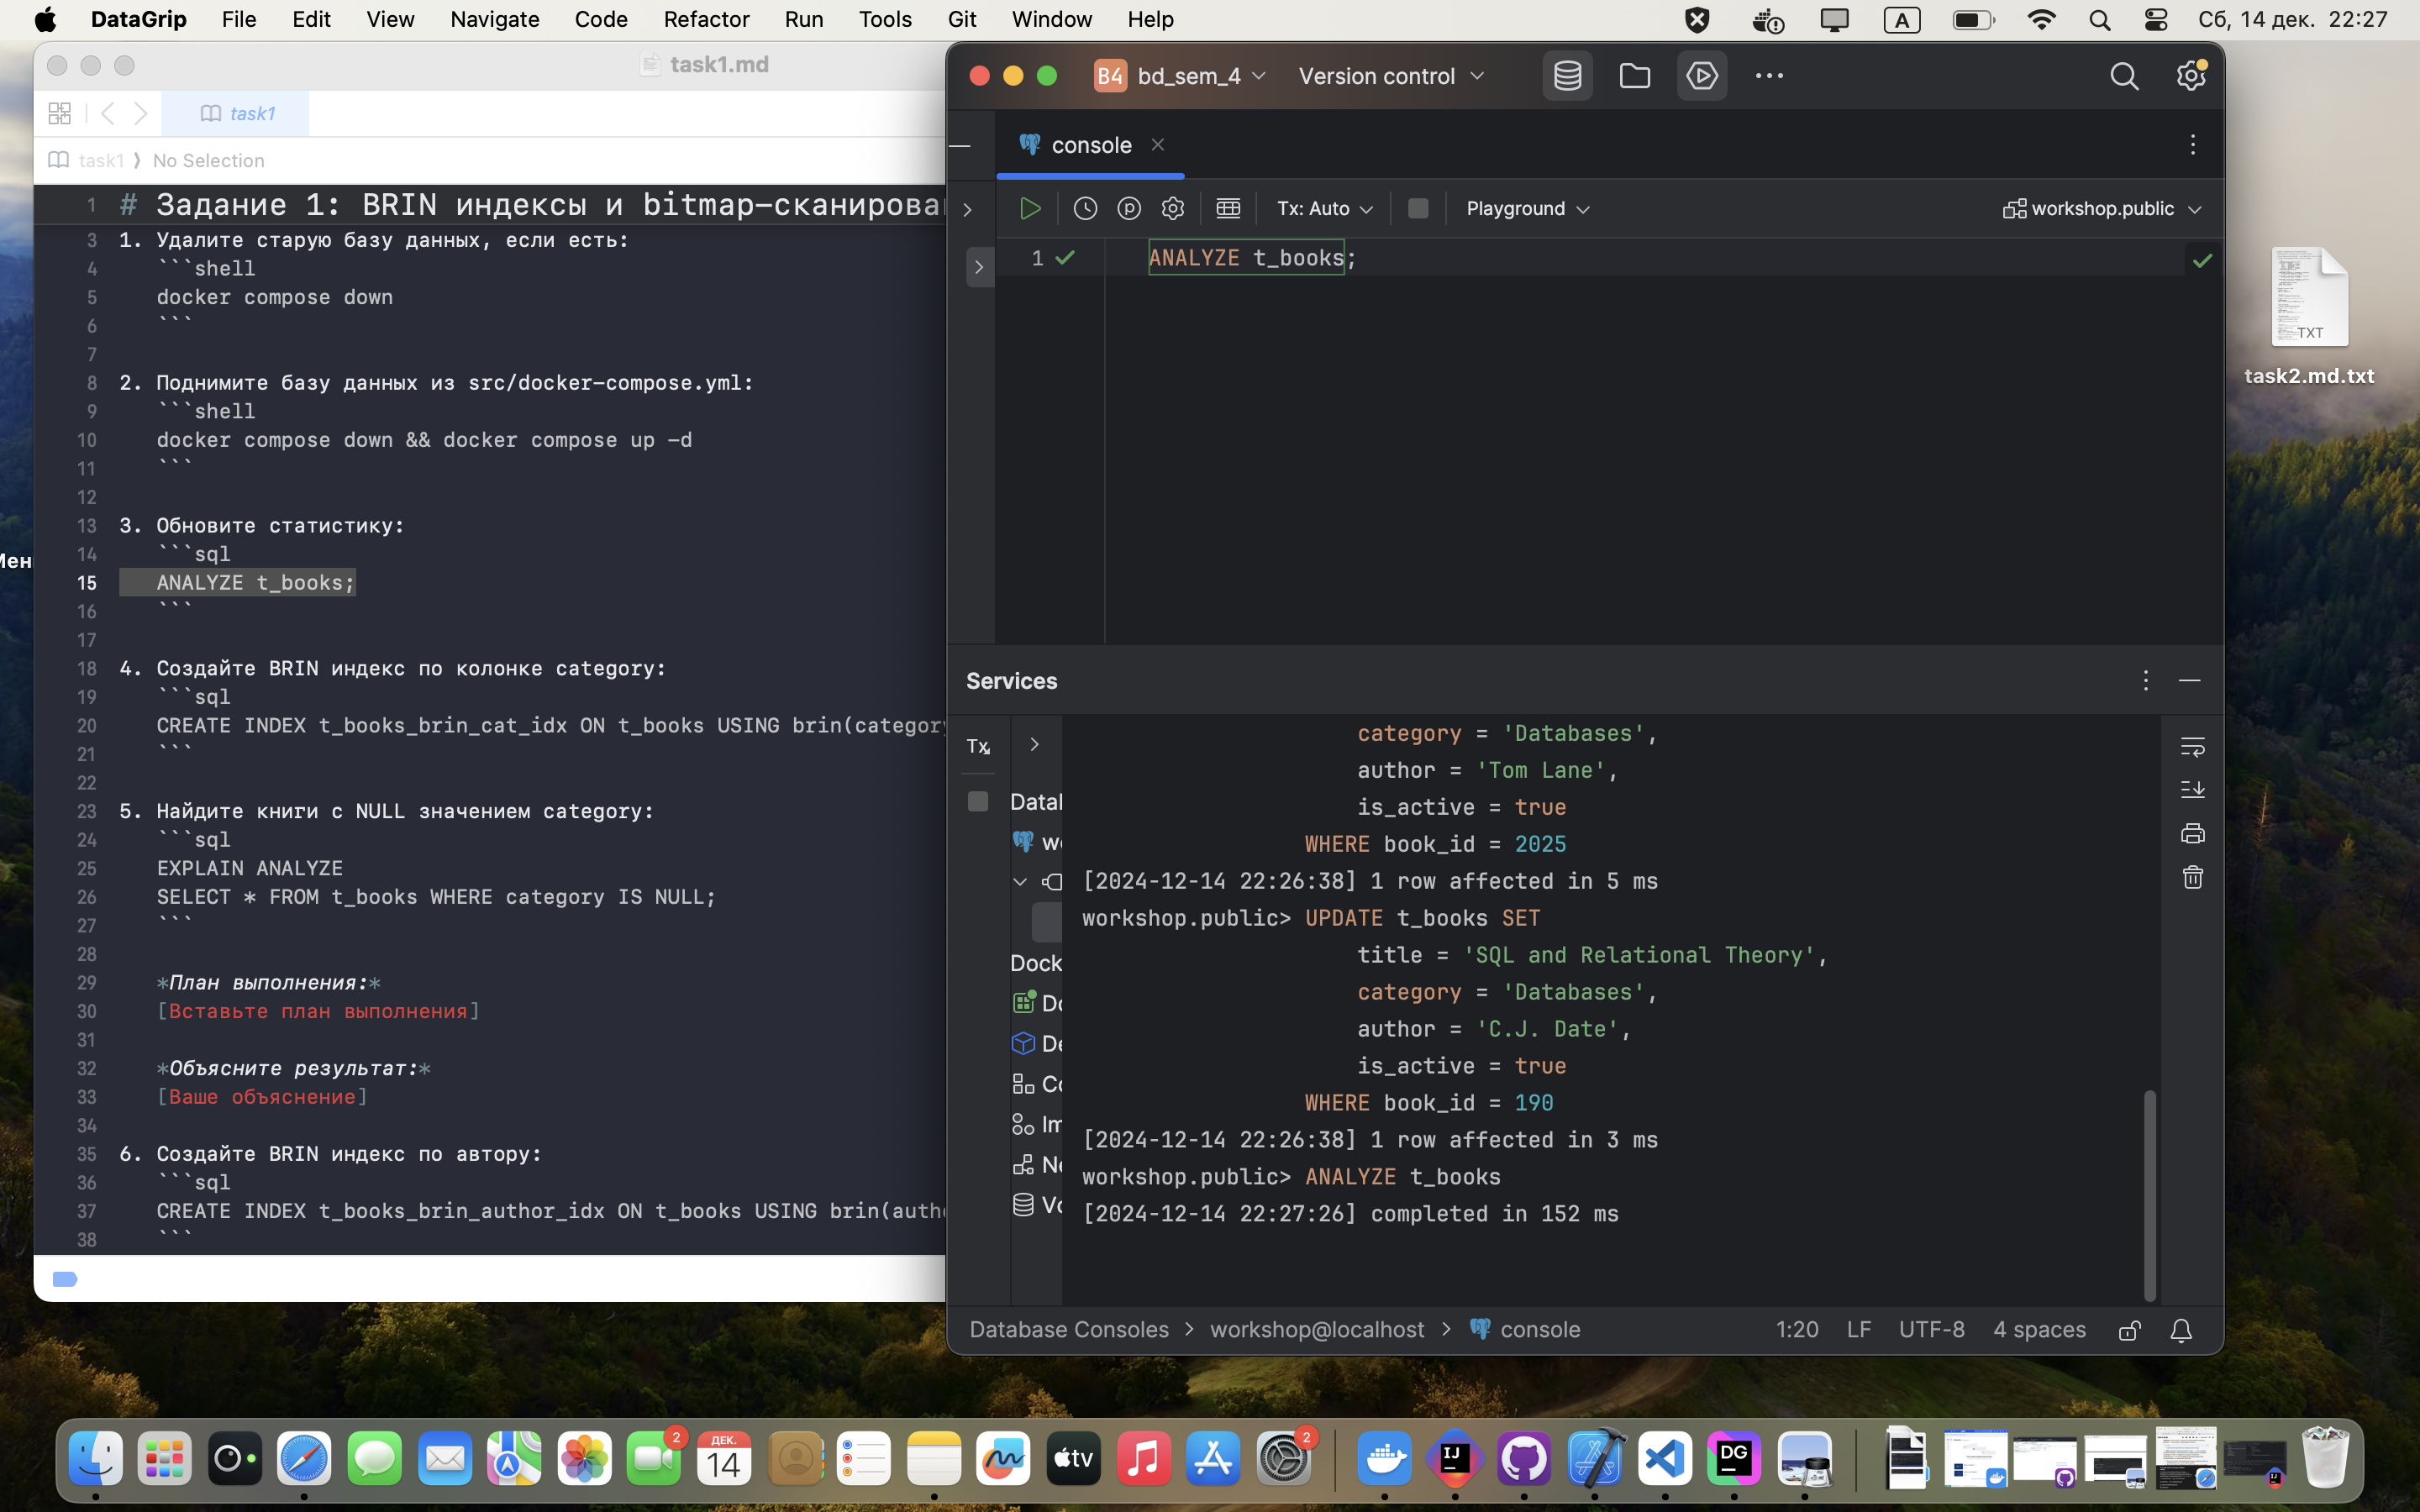 DataGrip File Edit View Navigate Code Refactor Run Tools Git Window Help A Сб, 14 дек. 22:27
task1.md
task1
task1 ⟩ No Selection
1 # Задание 1: BRIN индексы и bitmap-сканирован
3 1. Удалите старую базу данных, если есть:
4 ```shell
5 docker compose down
6 ```
7
8 2. Поднимите базу данных из src/docker-compose.yml:
9 ```shell
10 docker compose down && docker compose up -d
11 ```
12
13 3. Обновите статистику:
14 ```sql
15 ANALYZE t_books;
16 ```
17
18 4. Создайте BRIN индекс по колонке category:
19 ```sql
20 CREATE INDEX t_books_brin_cat_idx ON t_books USING brin(category
21 ```
22
23 5. Найдите книги с NULL значением category:
24 ```sql
25 EXPLAIN ANALYZE
26 SELECT * FROM t_books WHERE category IS NULL;
27 ```
28
29 *План выполнения:*
30 [Вставьте план выполнения]
31
32 *Объясните результат:*
33 [Ваше объяснение]
34
35 6. Создайте BRIN индекс по автору:
36 ```sql
37 CREATE INDEX t_books_brin_author_idx ON t_books USING brin(autho
38 ```
B4 bd_sem_4 Version control
console
Tx: Auto Playground workshop.public
1 ANALYZE t_books;
Services
Tx
Datal
wo
Dock
Do
De
Co
Im
Ne
Vo
category = 'Databases',
author = 'Tom Lane',
is_active = true
WHERE book_id = 2025
[2024-12-14 22:26:38] 1 row affected in 5 ms
workshop.public> UPDATE t_books SET
title = 'SQL and Relational Theory',
category = 'Databases',
author = 'C.J. Date',
is_active = true
WHERE book_id = 190
[2024-12-14 22:26:38] 1 row affected in 3 ms
workshop.public> ANALYZE t_books
[2024-12-14 22:27:26] completed in 152 ms
Database Consoles > workshop@localhost > console 1:20 LF UTF-8 4 spaces
TXT
task2.md.txt
Мен
2
ДЕК.
14
tv
2
IJ
DG